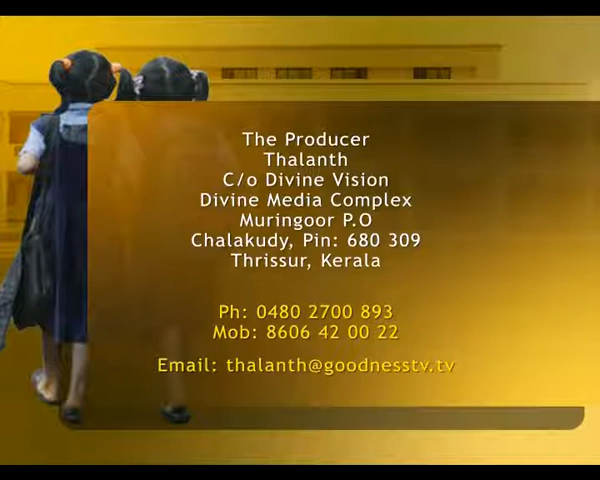 The Producer
Thalanth
C/o Divine Vision
Divine Media Complex
Muringoor P.O
Chalakudy, Pin: 680 309
Thrissur, Kerala
Ph: 0480 2700 893
Mob: 8606 42 00 22
Email: thalanth@goodnesstv.tv